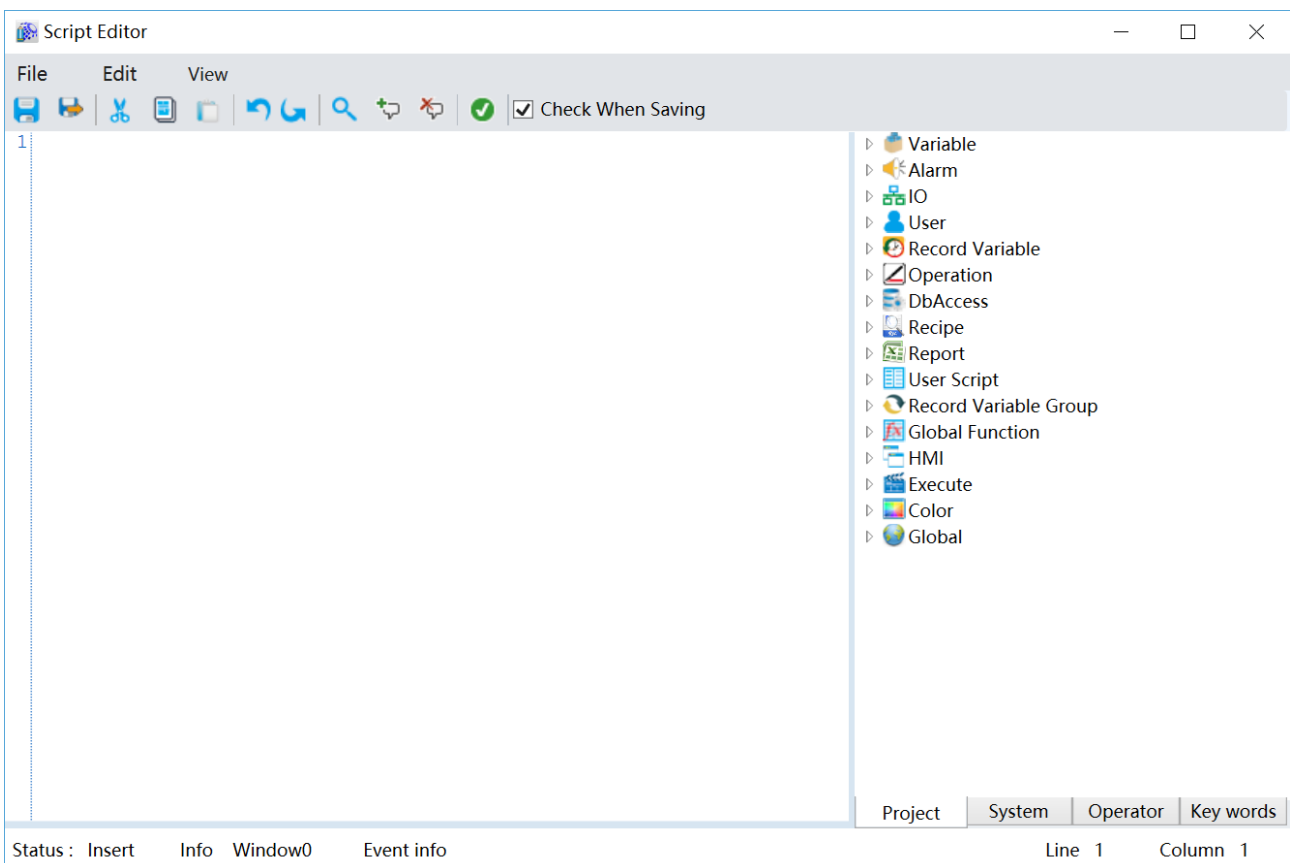 Script Editor
File Edit View
Check When Saving
1
Variable
Alarm
IO
User
Record Variable
Operation
DbAccess
Recipe
Report
User Script
Record Variable Group
Global Function
HMI
Execute
Color
Global
Project System Operator Key words
Status : Insert Info Window0 Event info Line 1 Column 1